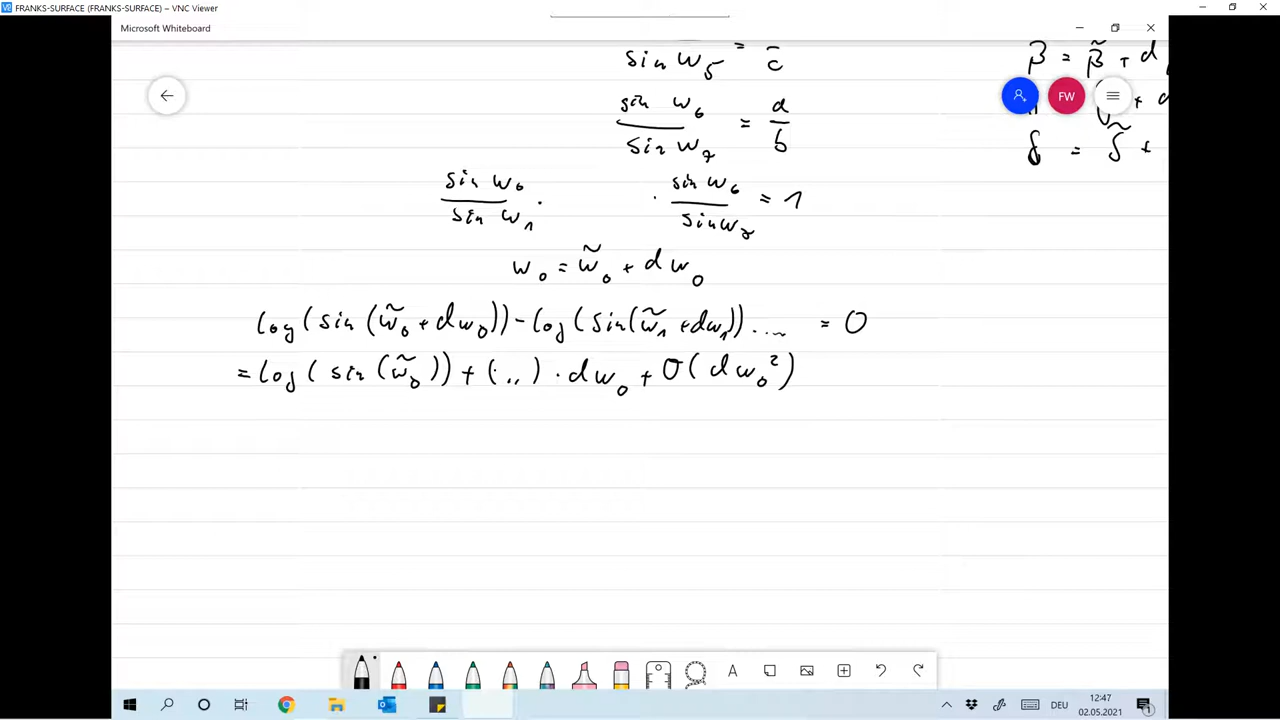 FRANKS-SURFACE (FRANKS-SURFACE) – VNC Viewer
Microsoft Whiteboard
sin w₅ = c
sin w₆ / sin w₇ = d / b
sin w₀ / sin w₁ · · sin w₆ / sin w₇ = 1
w₀ = w̃₀ + dw₀
log(sin(w̃₀+dw₀)) - log(sin(w̃₁+dw₁)) .... = 0
= log(sin(w̃₀)) + (...) · dw₀ + O(dw₀²)
β = β̃ + d
FW
+ d
δ = δ̃ +
A
DEU
12:47
02.05.2021
1